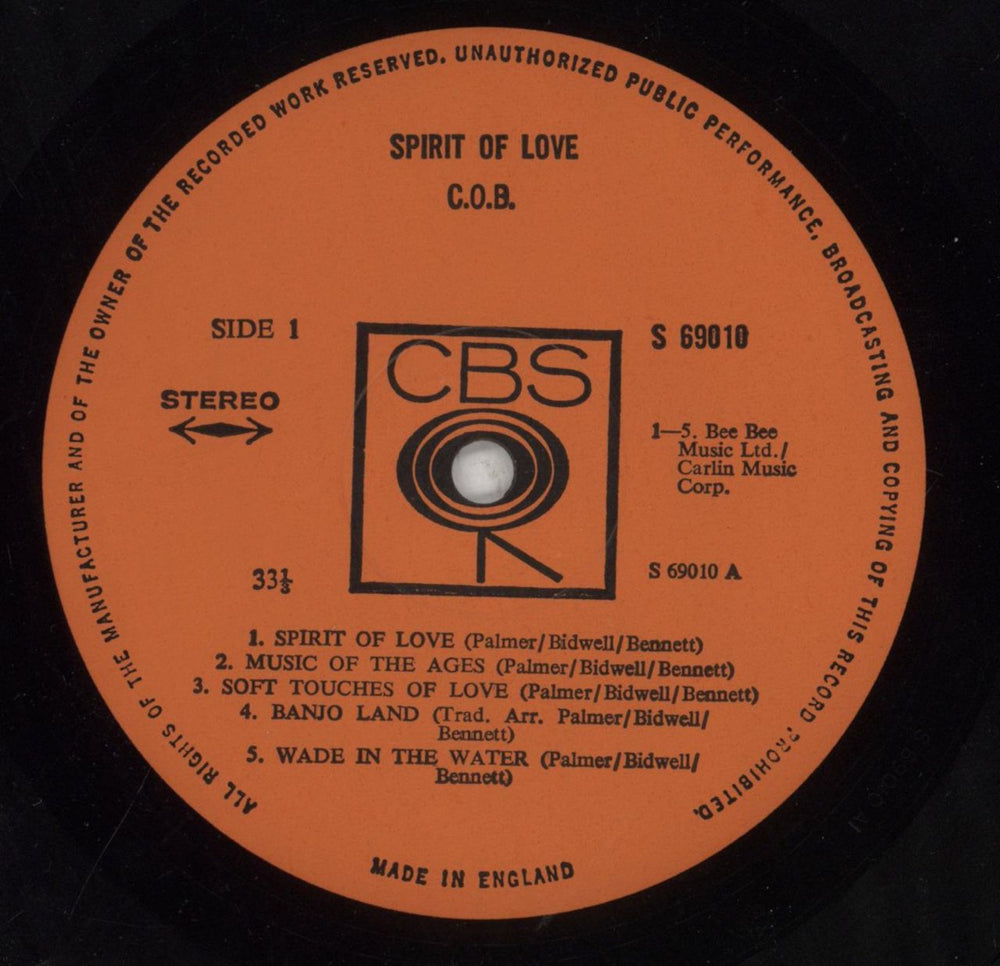 ALL RIGHTS OF THE MANUFACTURER AND OF THE OWNER OF THE RECORDED WORK RESERVED. UNAUTHORIZED PUBLIC PERFORMANCE, BROADCASTING AND COPYING OF THIS RECORD PROHIBITED.
SPIRIT OF LOVE
C.O.B.
SIDE 1
S 69010
STEREO
CBS
1—5. Bee Bee
Music Ltd./
Carlin Music
Corp.
33⅓
S 69010 A
1. SPIRIT OF LOVE (Palmer/Bidwell/Bennett)
2. MUSIC OF THE AGES (Palmer/Bidwell/Bennett)
3. SOFT TOUCHES OF LOVE (Palmer/Bidwell/Bennett)
4. BANJO LAND (Trad. Arr. Palmer/Bidwell/
Bennett)
5. WADE IN THE WATER (Palmer/Bidwell/
Bennett)
MADE IN ENGLAND